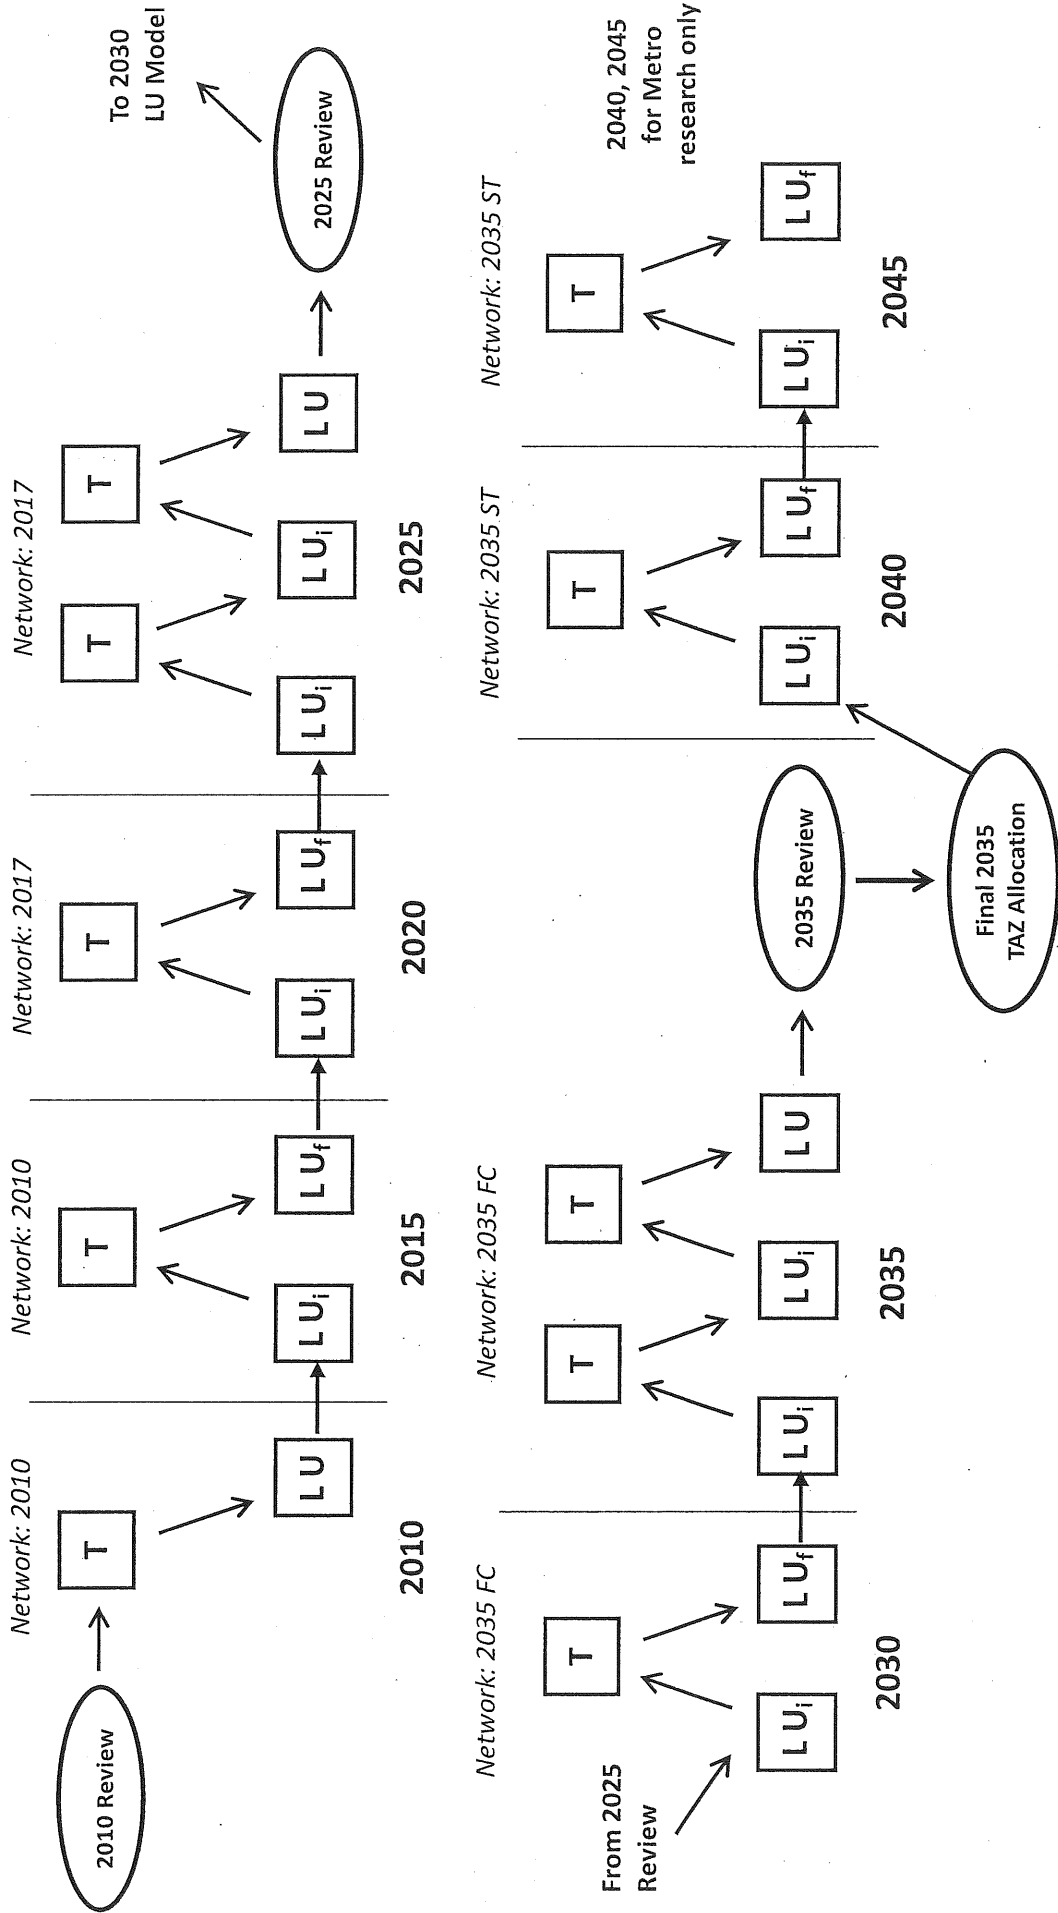 Network: 2010
Network: 2010
Network: 2017
Network: 2017
To 2030
LU Model
2010 Review
T
T
T
T
T
LU
LUi
LUf
LUi
LUf
LUi
LUi
LU
2025 Review
2010
2015
2020
2025
Network: 2035 FC
Network: 2035 FC
Network: 2035 ST
Network: 2035 ST
From 2025
Review
T
T
T
T
T
2040, 2045
for Metro
research only
LUi
LUf
LUi
LUi
LU
2035 Review
LUi
LUf
LUi
LUf
2030
2035
2040
2045
Final 2035
TAZ Allocation